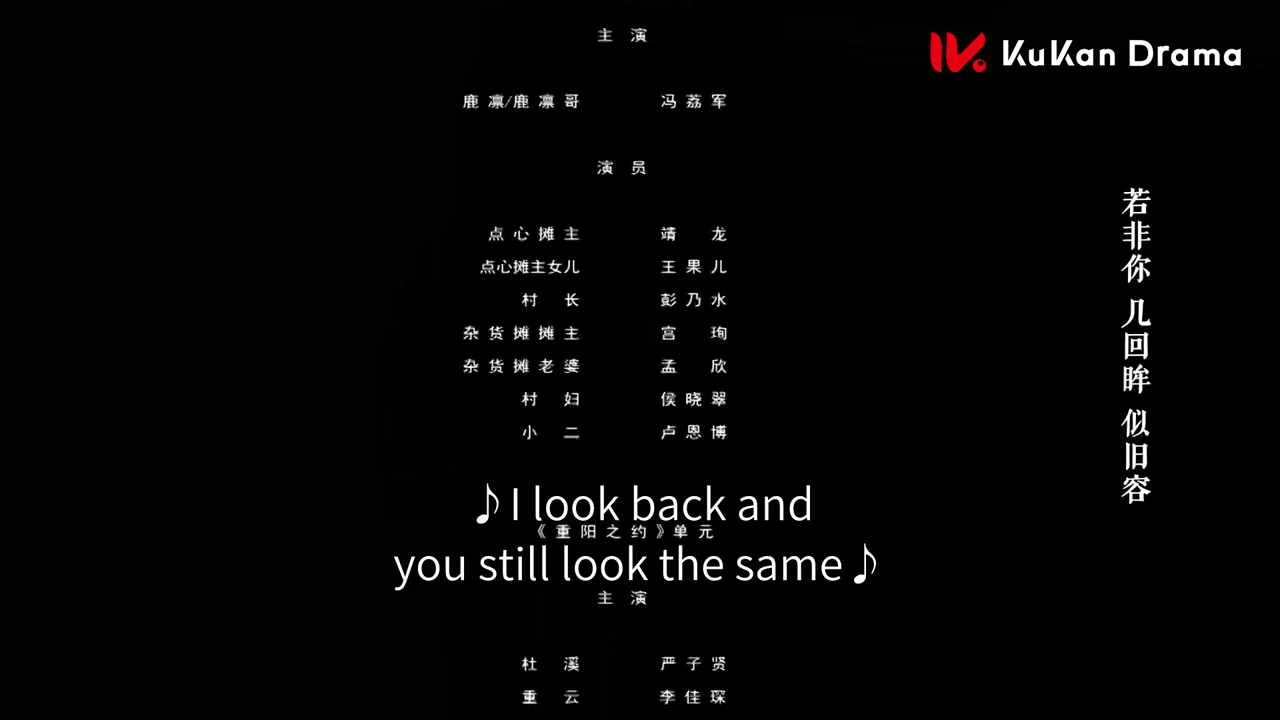 主演
KuKan Drama
鹿凛/鹿凛哥 冯荔军
演员
点心摊主 靖龙
点心摊主女儿 王果儿
村长 彭乃水
杂货摊摊主 宫珣
杂货摊老婆 孟欣
村妇 侯晓翠
小二 卢恩博
若非你 几回眸 似旧容
♪I look back and
《重阳之约》单元
you still look the same♪
主演
杜溪 严子贤
重云 李佳琛